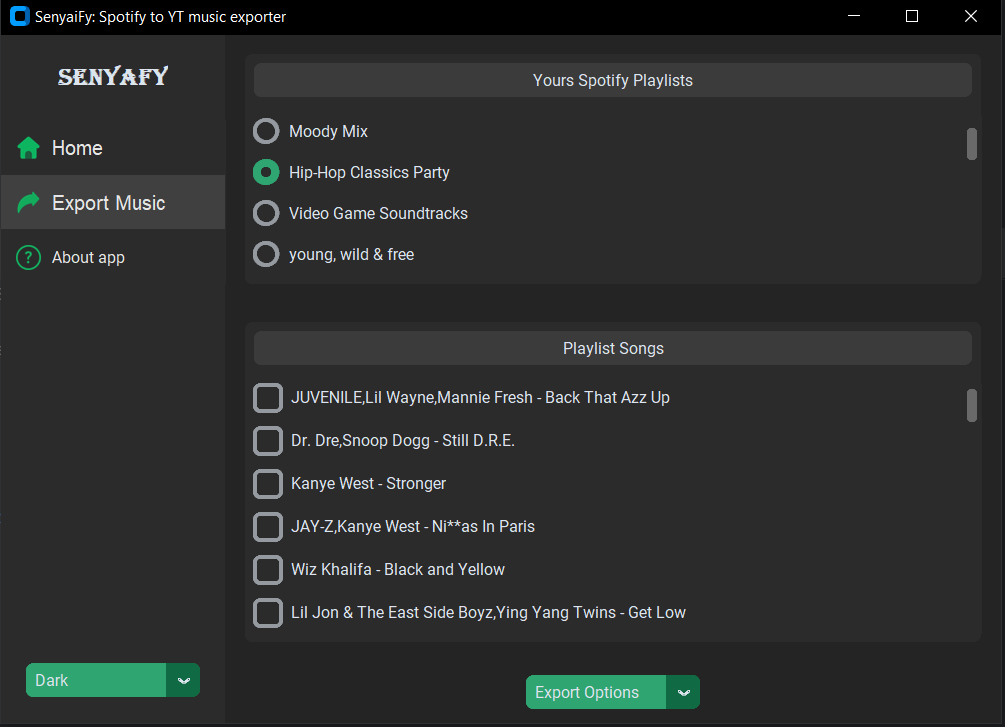 SenyaiFy: Spotify to YT music exporter
SENYAFY
Home
Export Music
? About app
Dark
Yours Spotify Playlists
Moody Mix
Hip-Hop Classics Party
Video Game Soundtracks
young, wild & free
Playlist Songs
JUVENILE,Lil Wayne,Mannie Fresh - Back That Azz Up
Dr. Dre,Snoop Dogg - Still D.R.E.
Kanye West - Stronger
JAY-Z,Kanye West - Ni**as In Paris
Wiz Khalifa - Black and Yellow
Lil Jon & The East Side Boyz,Ying Yang Twins - Get Low
Export Options